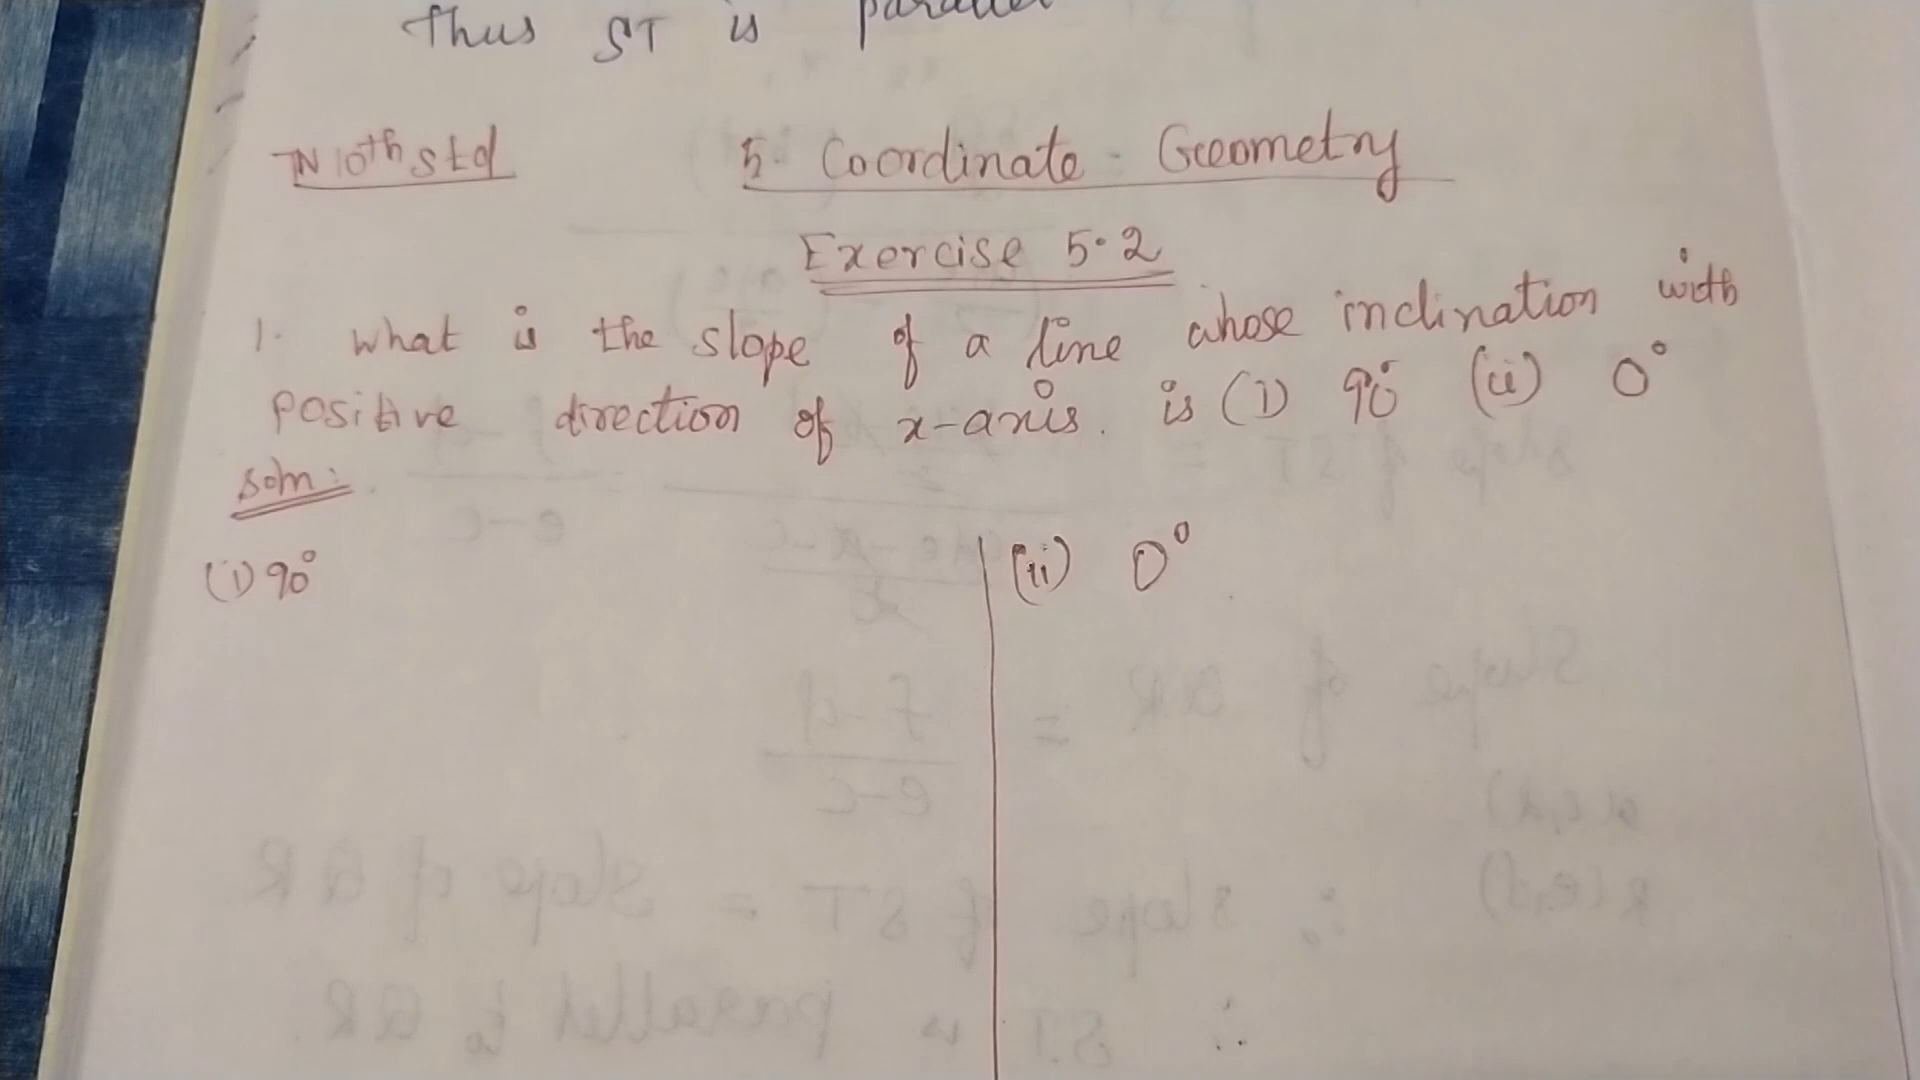 Thus ST is parallel
TN 10th std 5. Coordinate Geometry
Exercise 5.2
1. What is the slope of a line whose inclination with
positive direction of x-axis. is (i) 90° (ii) 0°
Soln:
(i) 90° (ii) 0°